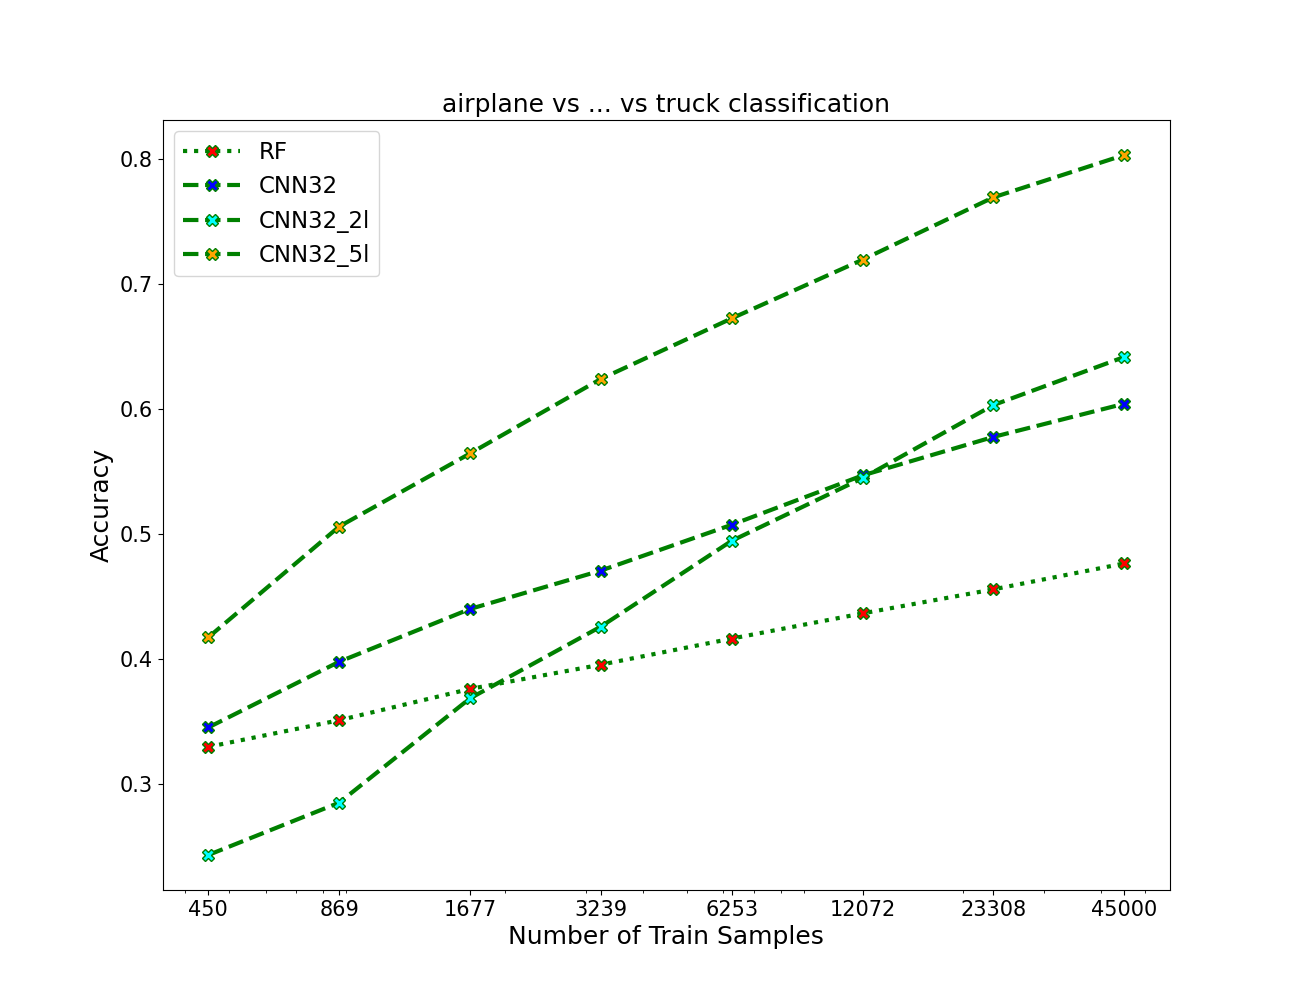 airplane vs ... vs truck classification
RF
CNN32
CNN32_2l
CNN32_5l
0.8
0.7
0.6
0.5
0.4
0.3
Accuracy
450 869 1677 3239 6253 12072 23308 45000
Number of Train Samples